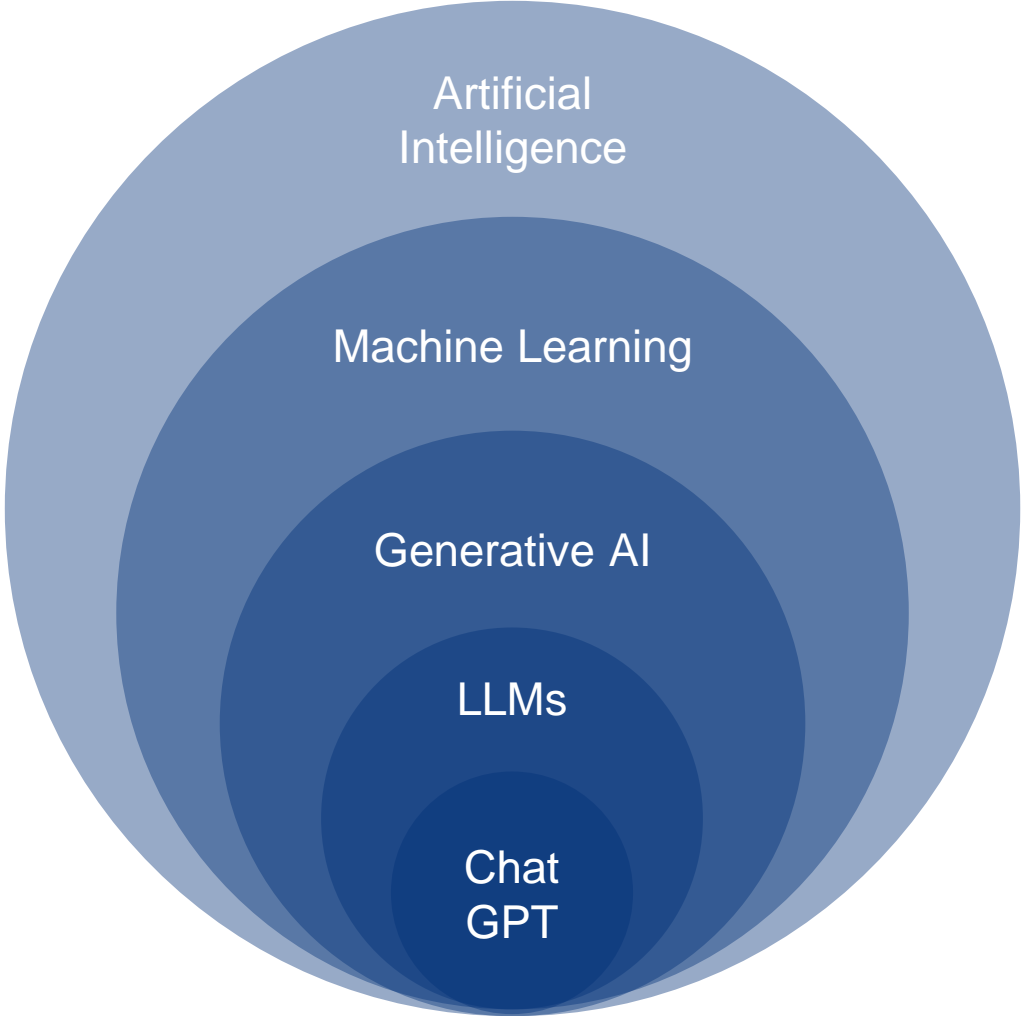 Artificial
Intelligence
Machine Learning
Generative AI
LLMs
Chat
GPT